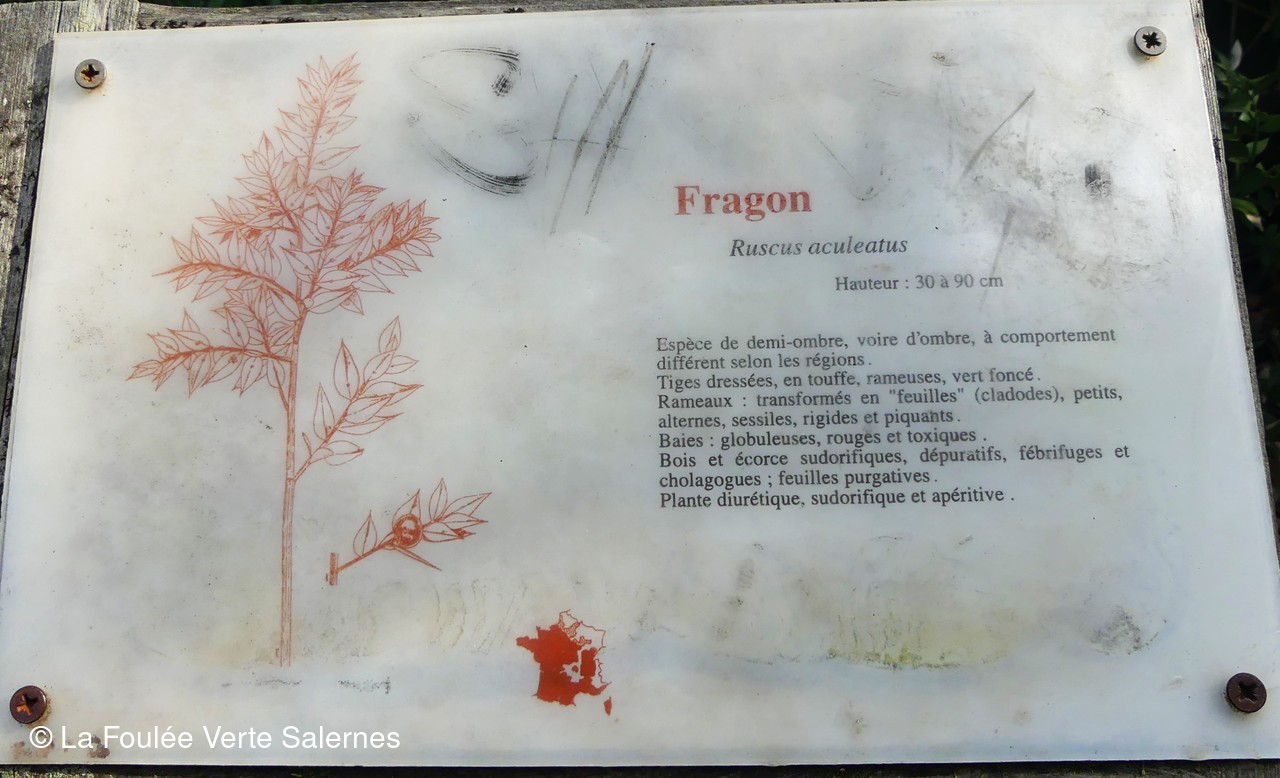 Fragon
Ruscus aculeatus
Hauteur : 30 à 90 cm
Espèce de demi-ombre, voire d'ombre, à comportement
différent selon les régions.
Tiges dressées, en touffe, rameuses, vert foncé.
Rameaux : transformés en "feuilles" (cladodes), petits,
alternes, sessiles, rigides et piquants.
Baies : globuleuses, rouges et toxiques .
Bois et écorce sudorifiques, dépuratifs, fébrifuges et
cholagogues ; feuilles purgatives.
Plante diurétique, sudorifique et apéritive .
© La Foulée Verte Salernes